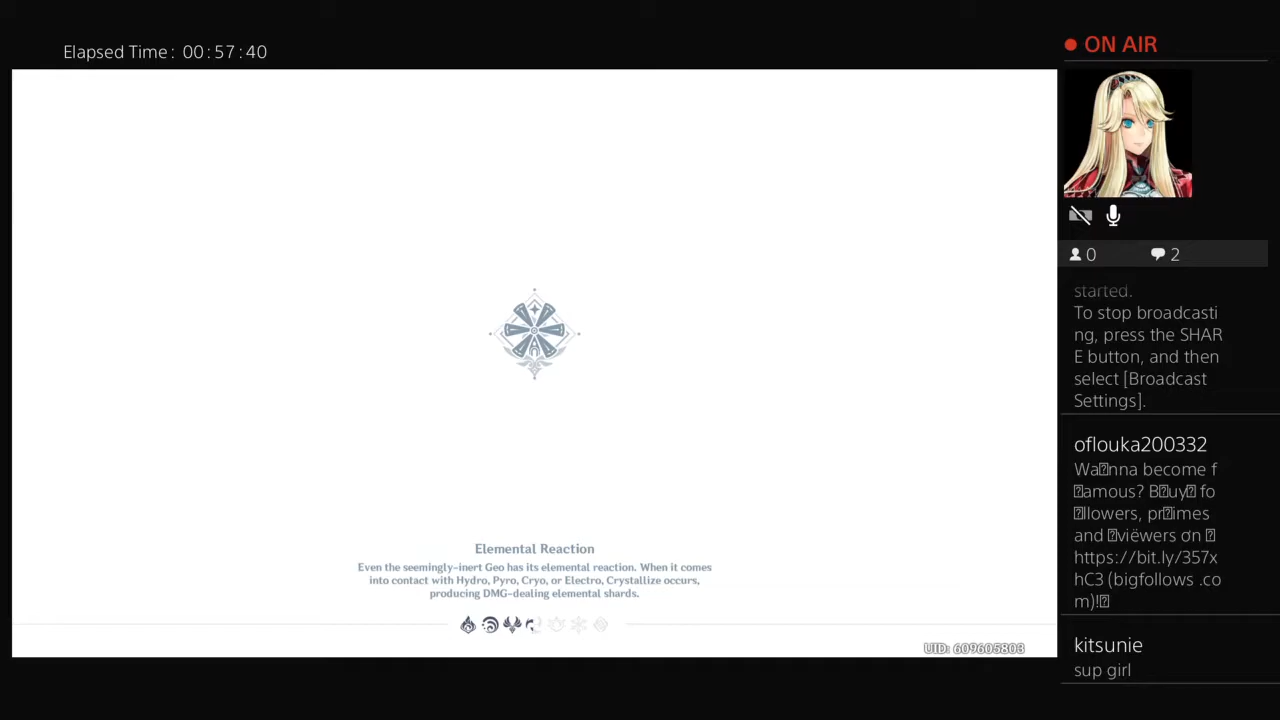 Elapsed Time: 00:57:40
ON AIR
0
2
started.
To stop broadcasti
ng, press the SHAR
E button, and then
select [Broadcast
Settings].
oflouka200332
Wa⍰nna become f
⍰amous? B⍰uy⍰ fo
⍰llowers, pr⍰imes
and ⍰viëwers ơn ⍰
https://bit.ly/357x
hC3 (bigfollows .co
m)!⍰
kitsunie
sup girl
Elemental Reaction
Even the seemingly-inert Geo has its elemental reaction. When it comes
into contact with Hydro, Pyro, Cryo, or Electro, Crystallize occurs,
producing DMG-dealing elemental shards.
UID: 609605803